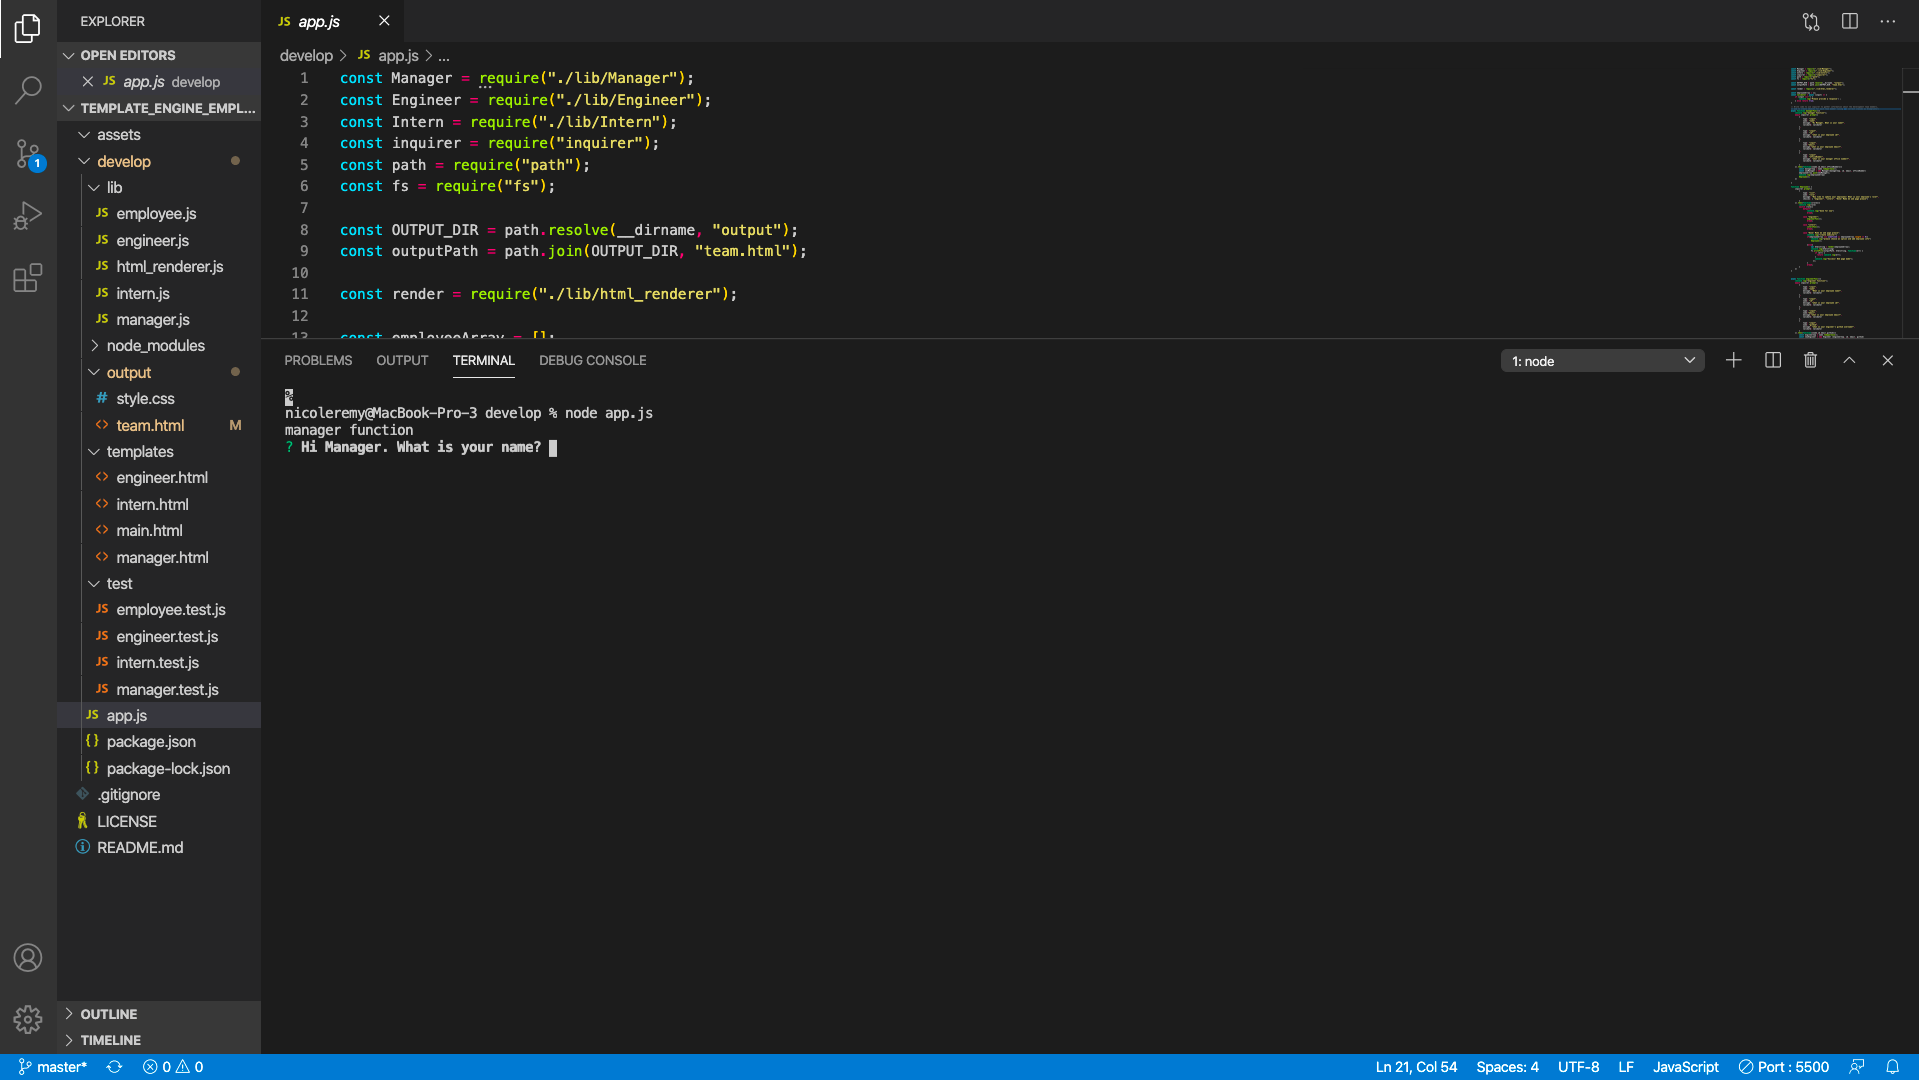 EXPLORER
OPEN EDITORS
JS app.js develop
TEMPLATE_ENGINE_EMPL...
assets
develop
lib
JS employee.js
JS engineer.js
JS html_renderer.js
JS intern.js
JS manager.js
node_modules
output
# style.css
<> team.html M
templates
<> engineer.html
<> intern.html
<> main.html
<> manager.html
test
JS employee.test.js
JS engineer.test.js
JS intern.test.js
JS manager.test.js
JS app.js
{} package.json
{} package-lock.json
.gitignore
LICENSE
README.md
OUTLINE
TIMELINE
1
JS app.js
develop > JS app.js > ...
1 const Manager = require("./lib/Manager");
2 const Engineer = require("./lib/Engineer");
3 const Intern = require("./lib/Intern");
4 const inquirer = require("inquirer");
5 const path = require("path");
6 const fs = require("fs");
7
8 const OUTPUT_DIR = path.resolve(__dirname, "output");
9 const outputPath = path.join(OUTPUT_DIR, "team.html");
10
11 const render = require("./lib/html_renderer");
12
13 const employeeArray = [];
PROBLEMS OUTPUT TERMINAL DEBUG CONSOLE
1: node
%
nicoleremy@MacBook-Pro-3 develop % node app.js
manager function
? Hi Manager. What is your name?
master* 0 0
Ln 21, Col 54 Spaces: 4 UTF-8 LF JavaScript Port : 5500